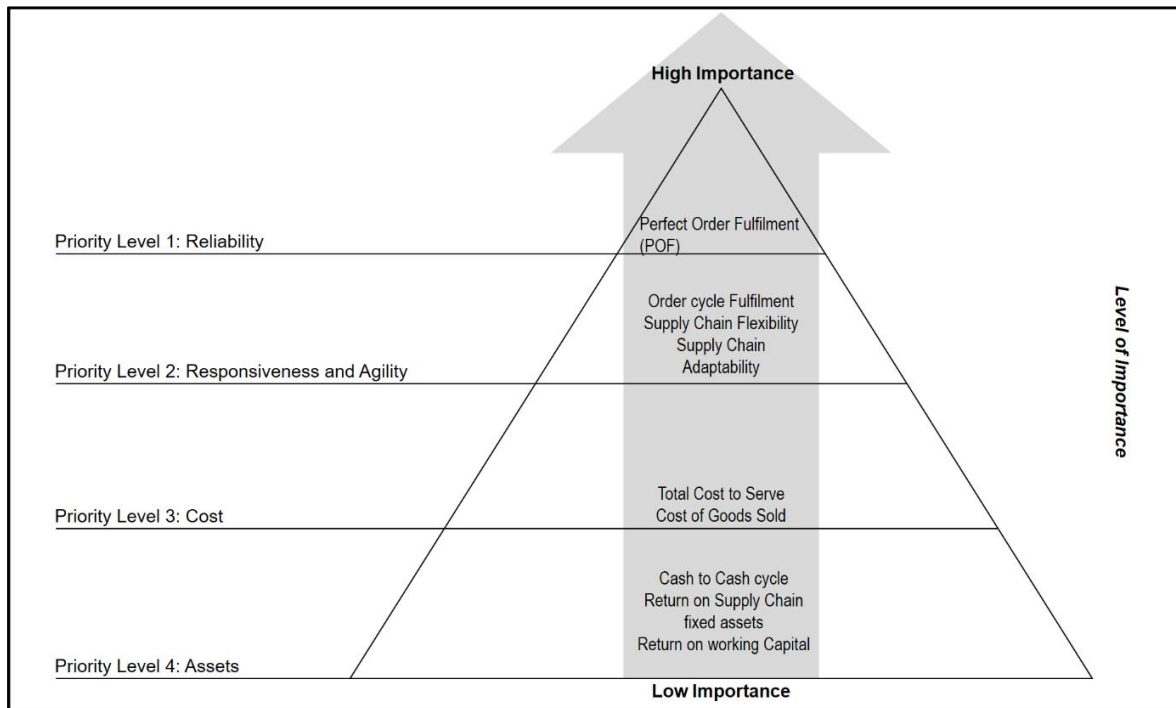 High Importance
Perfect Order Fulfilment
(POF)
Priority Level 1: Reliability
Order cycle Fulfilment
Supply Chain Flexibility
Supply Chain
Adaptability
Priority Level 2: Responsiveness and Agility
Level of Importance
Total Cost to Serve
Cost of Goods Sold
Priority Level 3: Cost
Cash to Cash cycle
Return on Supply Chain
fixed assets
Return on working Capital
Priority Level 4: Assets
Low Importance